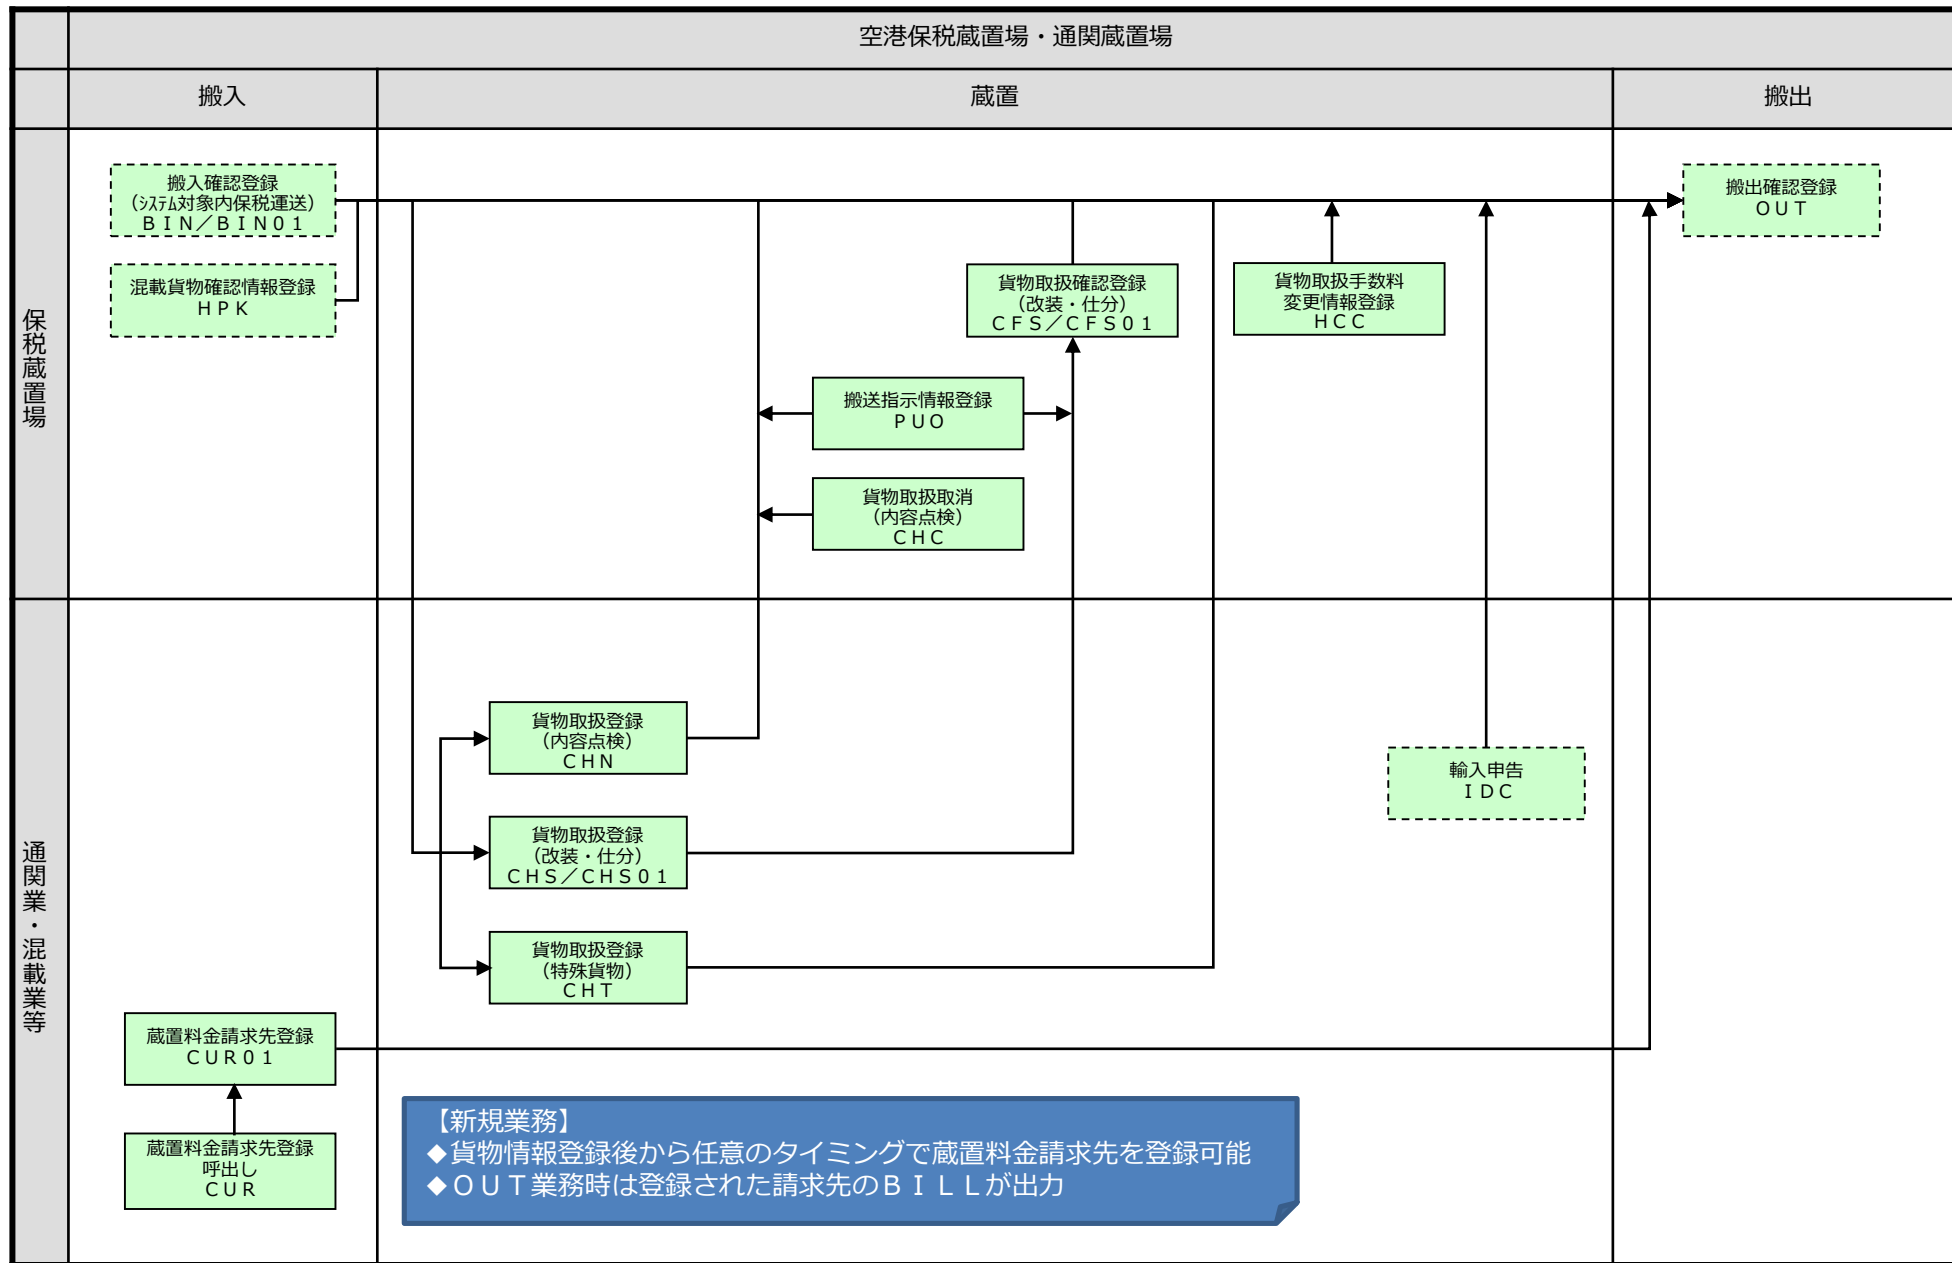 空港保税蔵置場・通関蔵置場
搬入
蔵置
搬出
保税蔵置場
搬入確認登録
（ｼｽﾃﾑ対象内保税運送）
ＢＩＮ／ＢＩＮ０１
混載貨物確認情報登録
ＨＰＫ
貨物取扱確認登録
（改装・仕分）
ＣＦＳ／ＣＦＳ０１
貨物取扱手数料
変更情報登録
ＨＣＣ
搬出確認登録
ＯＵＴ
搬送指示情報登録
ＰＵＯ
貨物取扱取消
（内容点検）
ＣＨＣ
通関業・混載業等
貨物取扱登録
（内容点検）
ＣＨＮ
輸入申告
ＩＤＣ
貨物取扱登録
（改装・仕分）
ＣＨＳ／ＣＨＳ０１
貨物取扱登録
（特殊貨物）
ＣＨＴ
蔵置料金請求先登録
ＣＵＲ０１
蔵置料金請求先登録
呼出し
ＣＵＲ
【新規業務】
◆貨物情報登録後から任意のタイミングで蔵置料金請求先を登録可能
◆ＯＵＴ業務時は登録された請求先のＢＩＬＬが出力